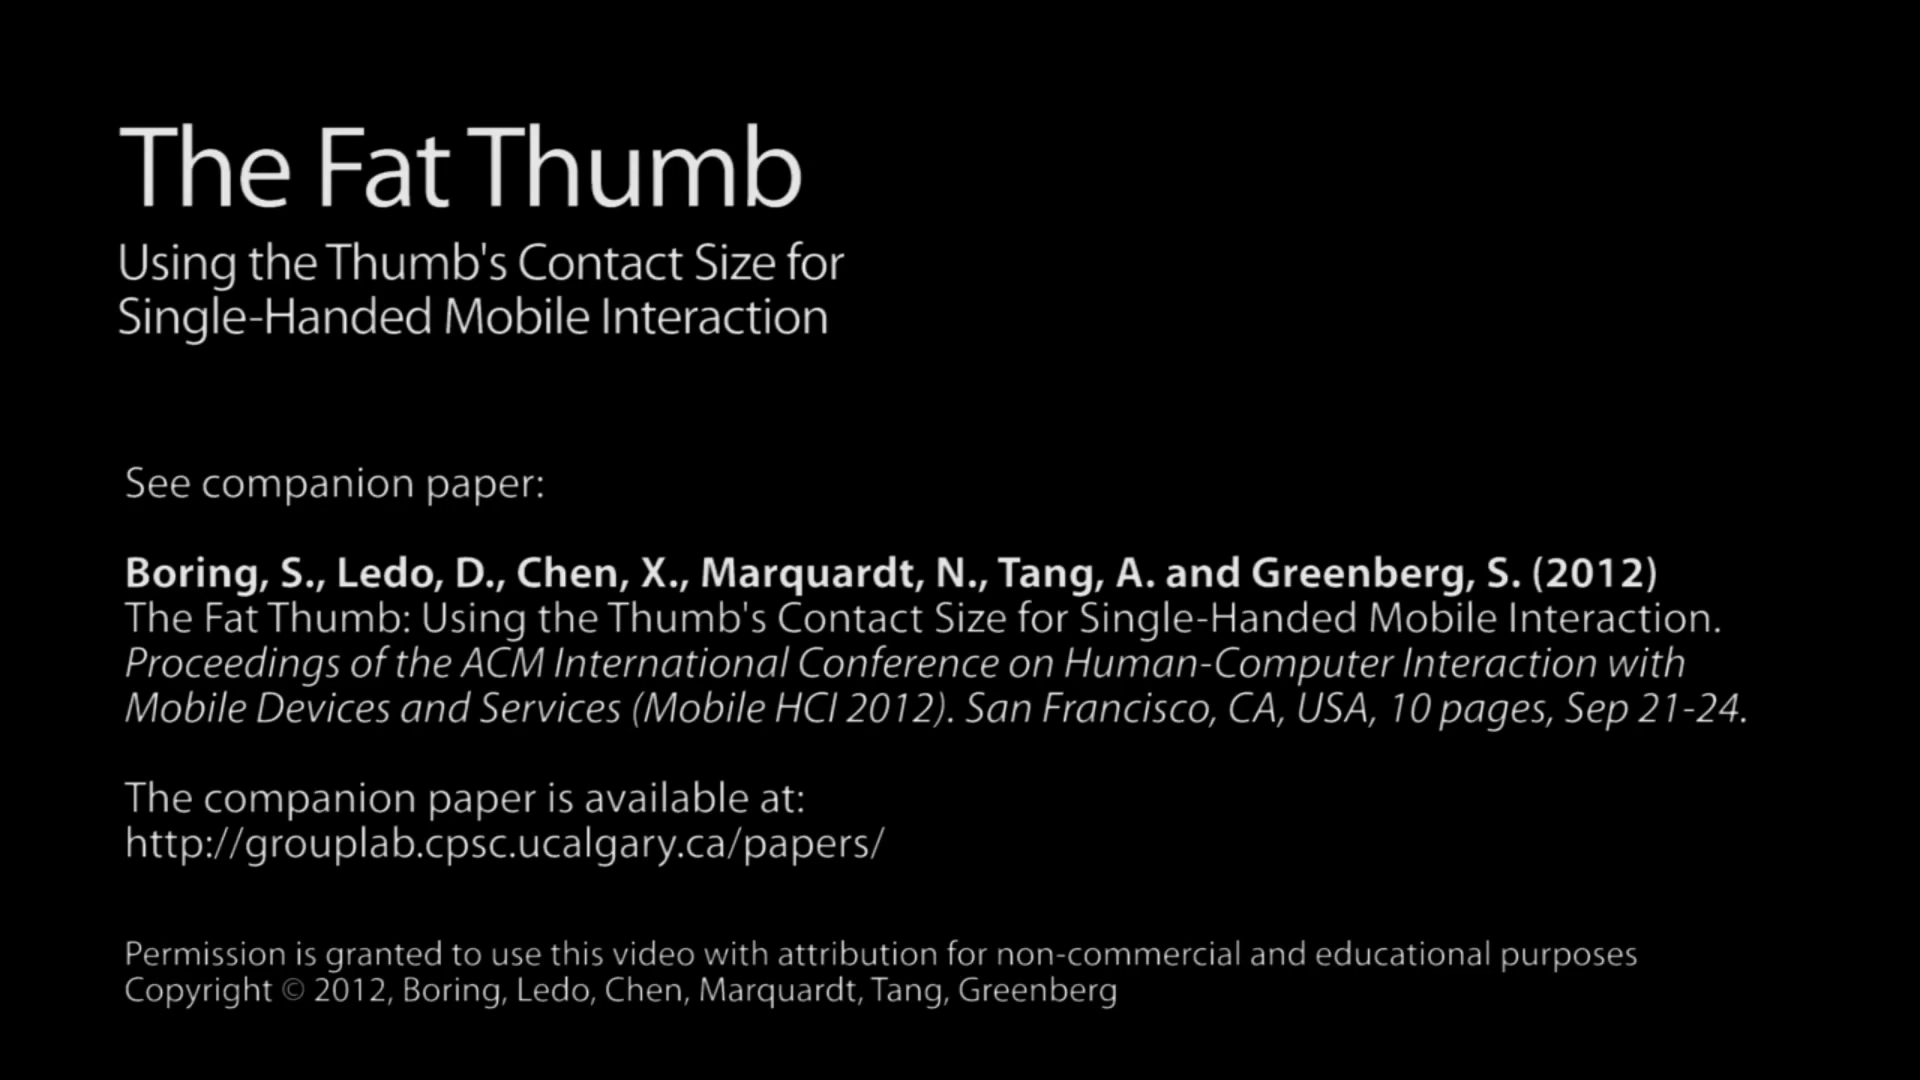 The Fat Thumb
Using the Thumb's Contact Size for
Single-Handed Mobile Interaction
See companion paper:
Boring, S., Ledo, D., Chen, X., Marquardt, N., Tang, A. and Greenberg, S. (2012)
The Fat Thumb: Using the Thumb's Contact Size for Single-Handed Mobile Interaction.
Proceedings of the ACM International Conference on Human-Computer Interaction with
Mobile Devices and Services (Mobile HCI 2012). San Francisco, CA, USA, 10 pages, Sep 21-24.
The companion paper is available at:
http://grouplab.cpsc.ucalgary.ca/papers/
Permission is granted to use this video with attribution for non-commercial and educational purposes
Copyright © 2012, Boring, Ledo, Chen, Marquardt, Tang, Greenberg